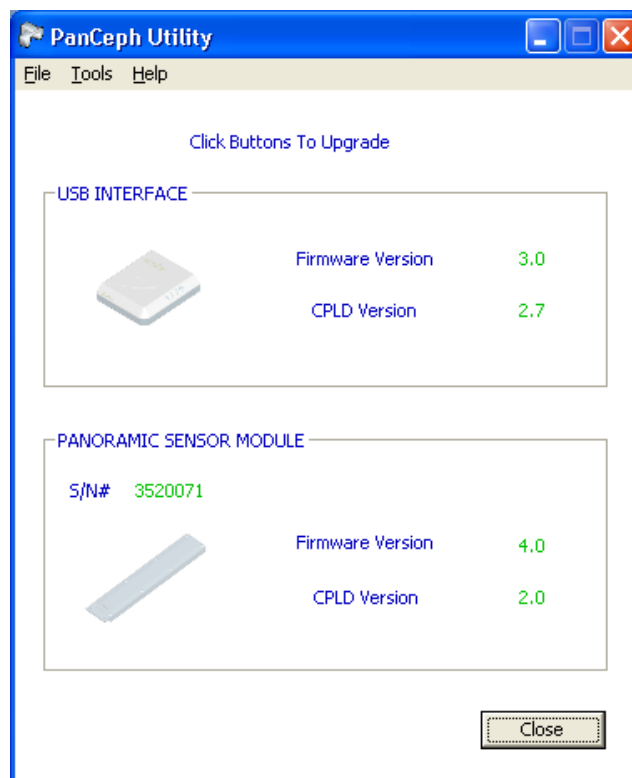 PanCeph Utility
File Tools Help
Click Buttons To Upgrade
USB INTERFACE
Firmware Version 3.0
CPLD Version 2.7
PANORAMIC SENSOR MODULE
S/N# 3520071
Firmware Version 4.0
CPLD Version 2.0
Close